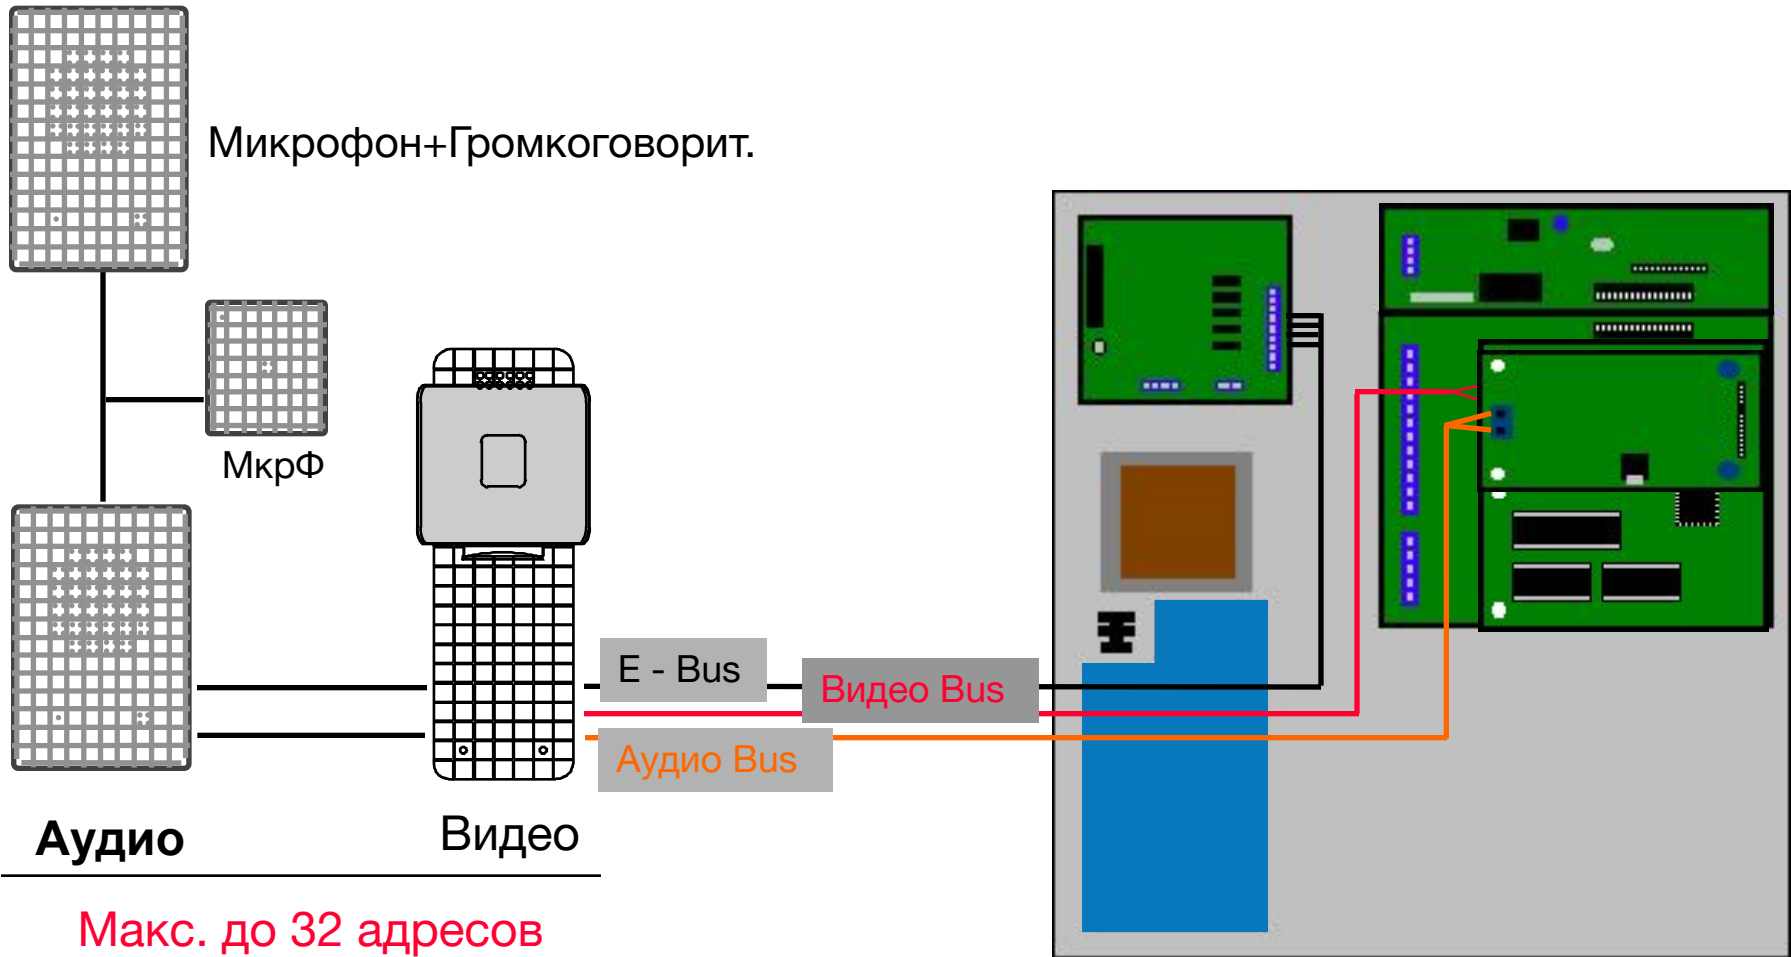 Микрофон+Громкоговорит.
МкрФ
E - Bus
Видео Bus
Аудио Bus
Аудио
Видео
Макс. до 32 адресов